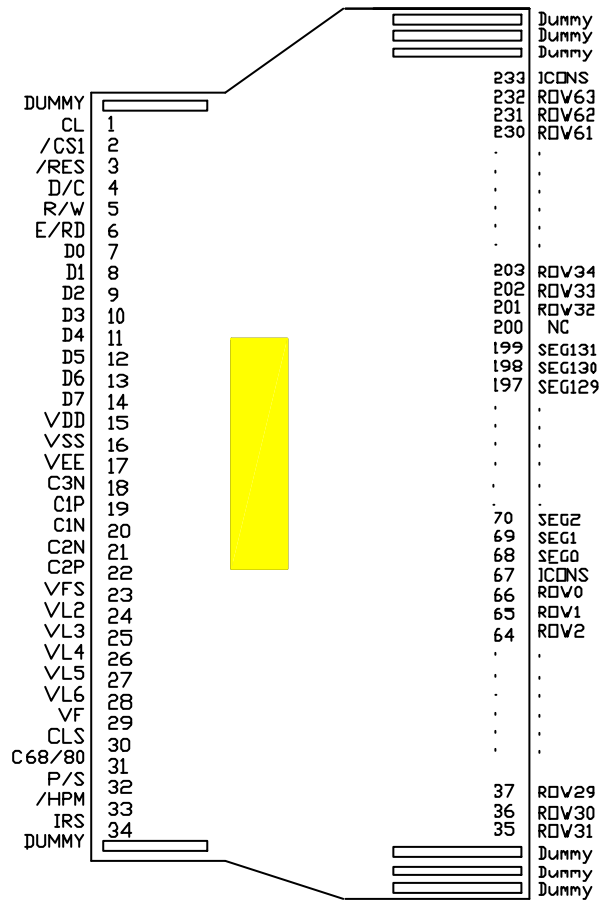 DUMMY
CL 1
/CS1 2
/RES 3
D/C 4
R/W 5
E/RD 6
D0 7
D1 8
D2 9
D3 10
D4 11
D5 12
D6 13
D7 14
VDD 15
VSS 16
VEE 17
C3N 18
C1P 19
C1N 20
C2N 21
C2P 22
VFS 23
VL2 24
VL3 25
VL4 26
VL5 27
VL6 28
VF 29
CLS 30
C68/80 31
P/S 32
/HPM 33
IRS 34
DUMMY
Dummy
Dummy
Dummy
233 ICONS
232 ROW63
231 ROW62
230 ROW61
203 ROW34
202 ROW33
201 ROW32
200 NC
199 SEG131
198 SEG130
197 SEG129
70 SEG2
69 SEG1
68 SEG0
67 ICONS
66 ROW0
65 ROW1
64 ROW2
37 ROW29
36 ROW30
35 ROW31
Dummy
Dummy
Dummy